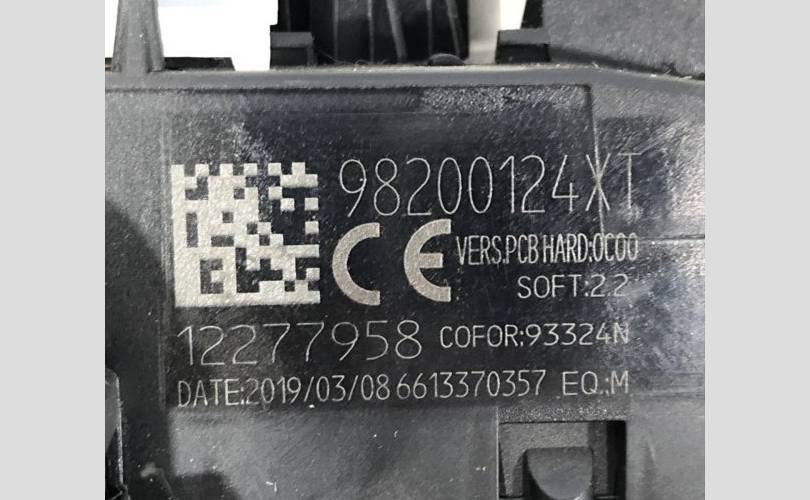 98200124XT
CE VERS.PCB HARD:0C00
SOFT:2.2
12277958 COFOR:93324N
DATE:2019/03/08 6613370357 EQ.:M